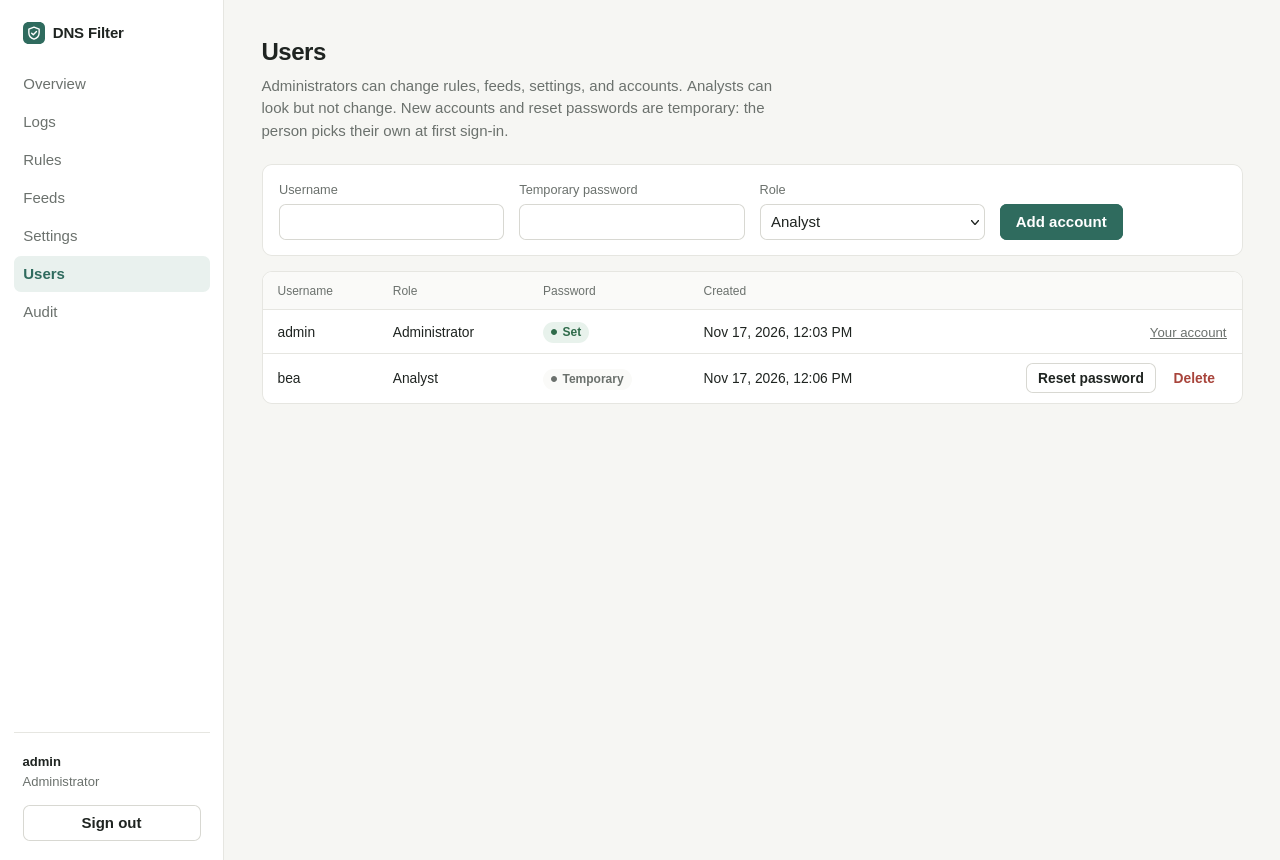 DNS Filter
Overview
Logs
Rules
Feeds
Settings
Users
Audit
admin
Administrator
Sign out
Users
Administrators can change rules, feeds, settings, and accounts. Analysts can
look but not change. New accounts and reset passwords are temporary: the
person picks their own at first sign-in.
Username Temporary password Role
Analyst Add account
Username Role Password Created
admin Administrator Set Nov 17, 2026, 12:03 PM Your account
bea Analyst Temporary Nov 17, 2026, 12:06 PM Reset password Delete